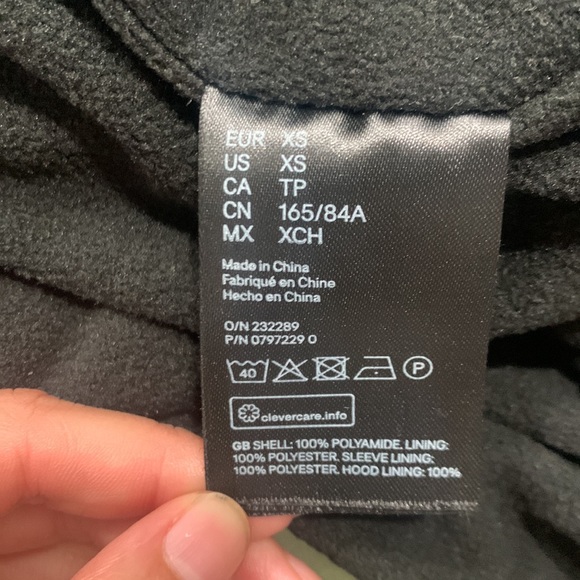 EUR XS
US XS
CA TP
CN 165/84A
MX XCH
Made in China
Fabriqué en Chine
Hecho en China
O/N 232289
P/N 0797229 0
40 P
clevercare.info
GB SHELL: 100% POLYAMIDE. LINING:
100% POLYESTER. SLEEVE LINING:
100% POLYESTER. HOOD LINING: 100%